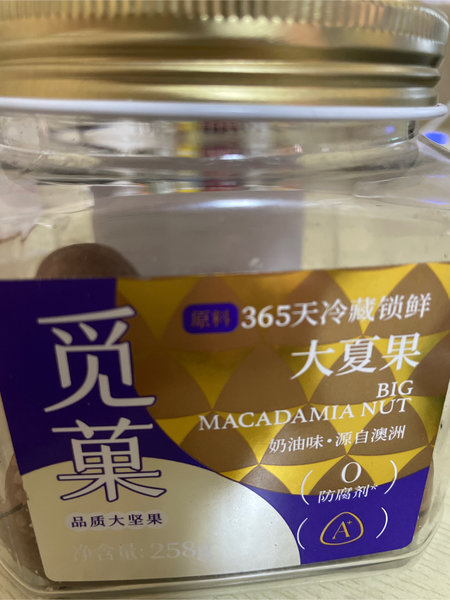 觅菓
品质大坚果
净含量: 258g
原料 365天冷藏锁鲜
大夏果
BIG
MACADAMIA NUT
奶油味·源自澳洲
0
防腐剂*
A+